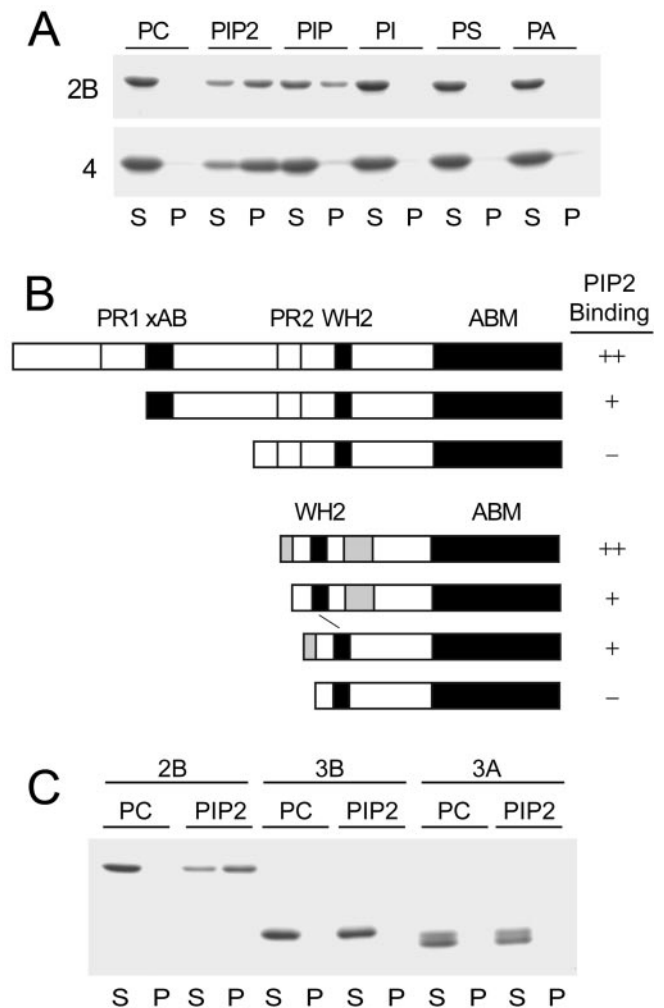 A
PC PIP2 PIP PI PS PA
2B
4
S P S P S P S P S P S P
B
PIP2
Binding
PR1 xAB PR2 WH2 ABM
++
+
–
WH2 ABM
++
+
+
–
C
2B 3B 3A
PC PIP2 PC PIP2 PC PIP2
S P S P S P S P S P S P